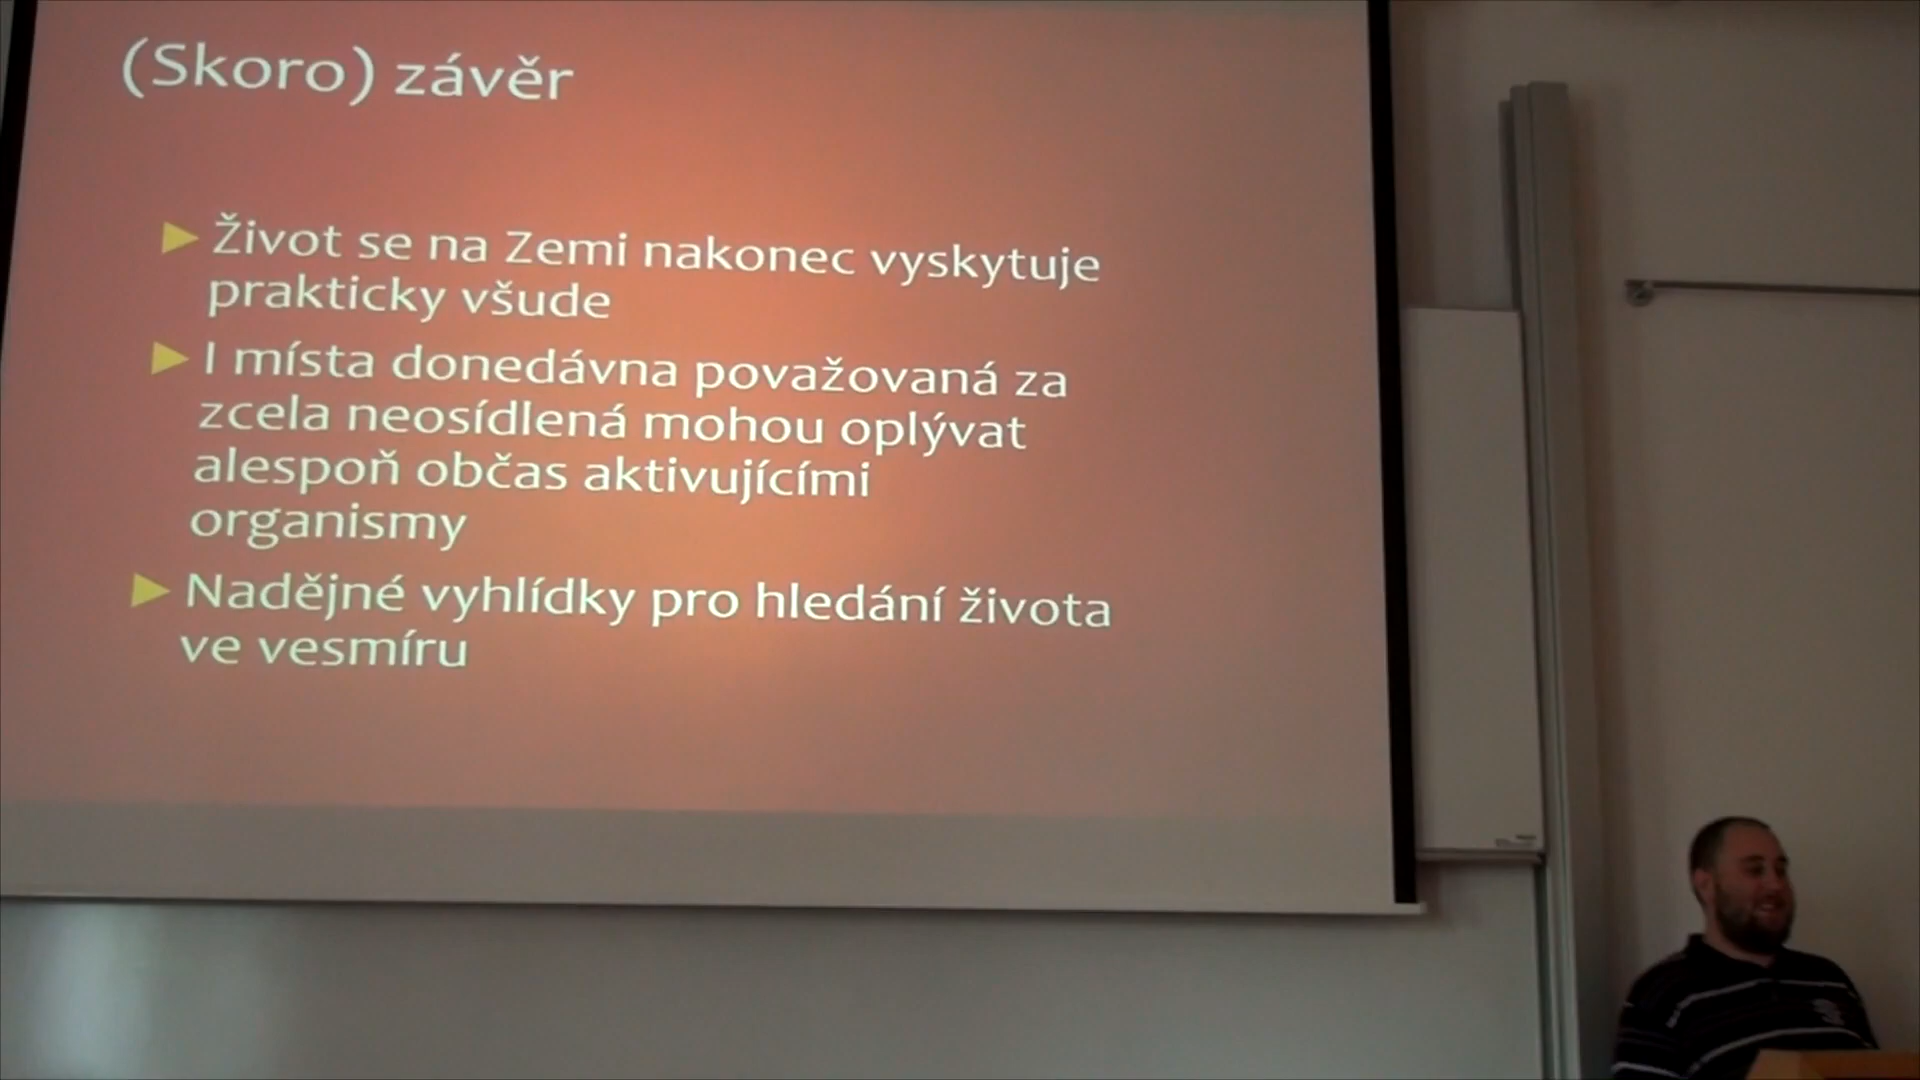 (Skoro) závěr
Život se na Zemi nakonec vyskytuje
prakticky všude
I místa donedávna považovaná za
zcela neosídlená mohou oplývat
alespoň občas aktivujícími
organismy
Nadějné vyhlídky pro hledání života
ve vesmíru